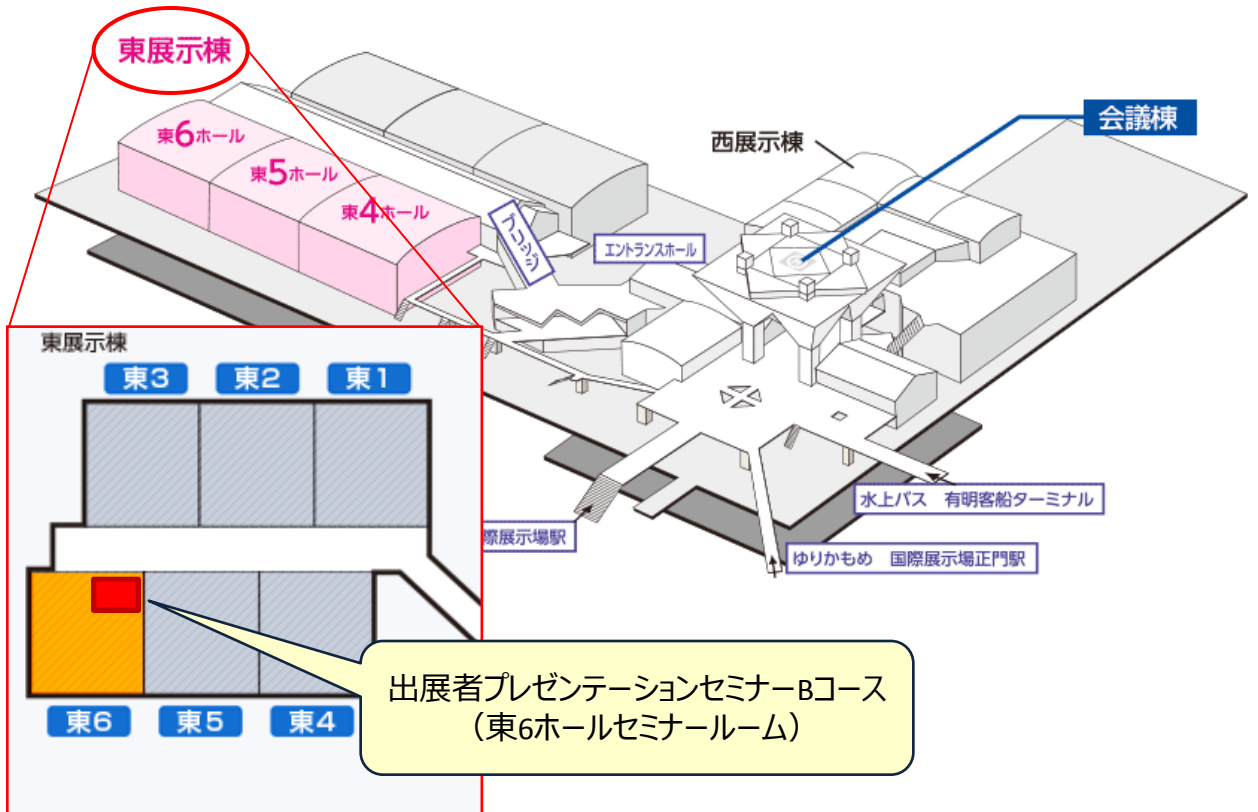 東展示棟
会議棟
西展示棟
東6ホール
東5ホール
東4ホール
ガレリア
エントランスホール
東展示棟
東3 東2 東1
水上バス 有明客船ターミナル
際展示場駅
ゆりかもめ 国際展示場正門駅
出展者プレゼンテーションセミナーBコース
(東6ホールセミナールーム)
東6 東5 東4